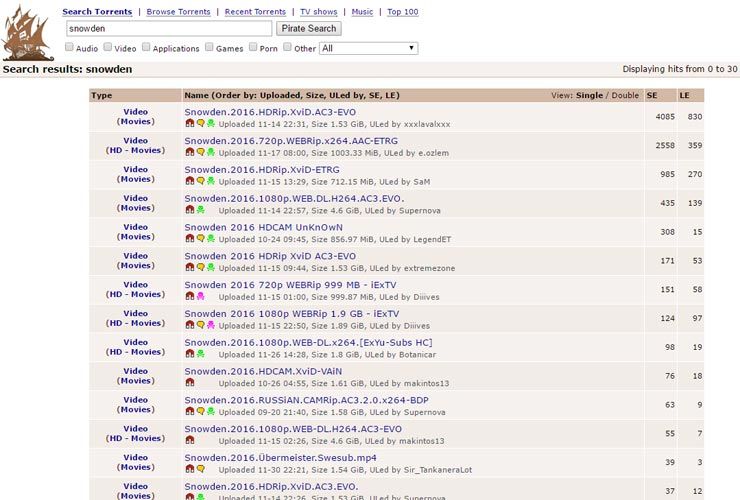 Search Torrents | Browse Torrents | Recent Torrents | TV shows | Music | Top 100
snowden Pirate Search
Audio Video Applications Games Porn Other All
Search results: snowden Displaying hits from 0 to 30
Type Name (Order by: Uploaded, Size, ULed by, SE, LE) View: Single / Double SE LE
Video Snowden.2016.HDRip.XviD.AC3-EVO
(Movies) Uploaded 11-14 22:31, Size 1.53 GiB, ULed by xxxlavalxxx 4085 830
Video Snowden.2016.720p.WEBRip.x264.AAC-ETRG
(HD - Movies) Uploaded 11-17 08:00, Size 1003.33 MiB, ULed by e.ozlem 2558 359
Video Snowden.2016.HDRip.XviD-ETRG
(Movies) Uploaded 11-15 13:29, Size 712.15 MiB, ULed by SaM 985 270
Video Snowden.2016.1080p.WEB.DL.H264.AC3.EVO.
(HD - Movies) Uploaded 11-14 22:57, Size 4.6 GiB, ULed by Supernova 435 139
Video Snowden 2016 HDCAM UnKnOwN
(Movies) Uploaded 10-24 09:45, Size 856.97 MiB, ULed by LegendET 308 15
Video Snowden 2016 HDRip XviD AC3-EVO
(Movies) Uploaded 11-15 09:44, Size 1.53 GiB, ULed by extremezone 171 53
Video Snowden 2016 720p WEBRip 999 MB - iExTV
(HD - Movies) Uploaded 11-15 01:00, Size 999.87 MiB, ULed by Diiivес 151 58
Video Snowden 2016 1080p WEBRip 1.9 GB - iExTV
(HD - Movies) Uploaded 11-15 22:50, Size 1.89 GiB, ULed by Diiives 124 97
Video Snowden.2016.1080p.WEB-DL.x264.[ExYu-Subs HC]
(HD - Movies) Uploaded 11-26 14:28, Size 1.8 GiB, ULed by Botanicar 98 19
Video Snowden.2016.HDCAM.XviD-VAiN
(Movies) Uploaded 10-26 04:55, Size 1.61 GiB, ULed by makintos13 76 18
Video Snowden.2016.RUSSiAN.CAMRip.AC3.2.0.x264-BDP
(Movies) Uploaded 09-20 21:40, Size 1.58 GiB, ULed by Supernova 63 9
Video Snowden.2016.1080p.WEB-DL.H264.AC3-EVO
(HD - Movies) Uploaded 11-15 02:26, Size 4.6 GiB, ULed by makintos13 55 7
Video Snowden.2016.Übermeister.Swesub.mp4
(Movies) Uploaded 11-30 22:21, Size 1.54 GiB, ULed by Sir_TankaneraLot 39 3
Video Snowden.2016.HDRip.XviD.AC3.EVO.
(Movies) Uploaded 11-14 22:26, Size 1.53 GiB, ULed by Supernova 37 12